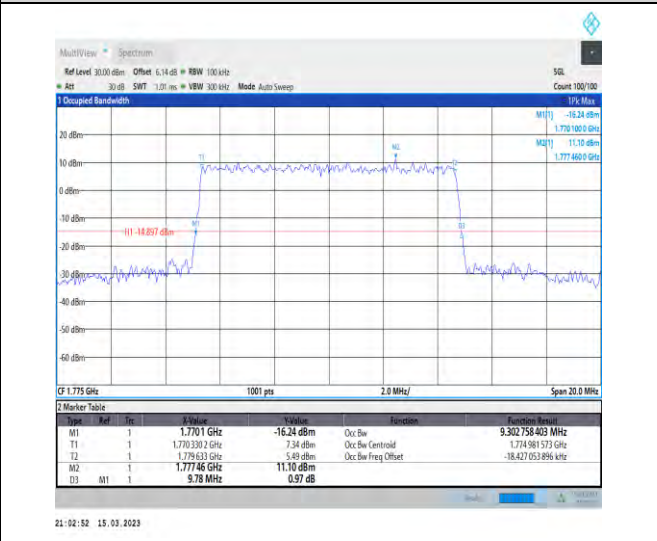 MultiView Spectrum
Ref Level 30.00 dBm Offset 6.14 dB RBW 100 kHz SGL
Att 30 dB SWT 1.01 ms VBW 300 kHz Mode Auto Sweep Count 100/100
1 Occupied Bandwidth 1Pk Max
M1[1] -16.24 dBm
1.770 100 0 GHz
M2[1] 11.10 dBm
1.777 460 0 GHz
20 dBm
M2
T1 T2
10 dBm
0 dBm
-10 dBm
M1 D3
H1 -14.897 dBm
-20 dBm
-30 dBm
-40 dBm
-50 dBm
-60 dBm
CF 1.775 GHz 1001 pts 2.0 MHz/ Span 20.0 MHz
2 Marker Table
Type Ref Trc X-Value Y-Value Function Function Result
M1 1 1.7701 GHz -16.24 dBm Occ Bw 9.302 758 403 MHz
T1 1 1.770 330 2 GHz 7.34 dBm Occ Bw Centroid 1.774 981 573 GHz
T2 1 1.779 633 GHz 5.49 dBm Occ Bw Freq Offset -18.427 053 896 kHz
M2 1 1.77746 GHz 11.10 dBm
D3 M1 1 9.78 MHz 0.97 dB
21:02:52 15.03.2023